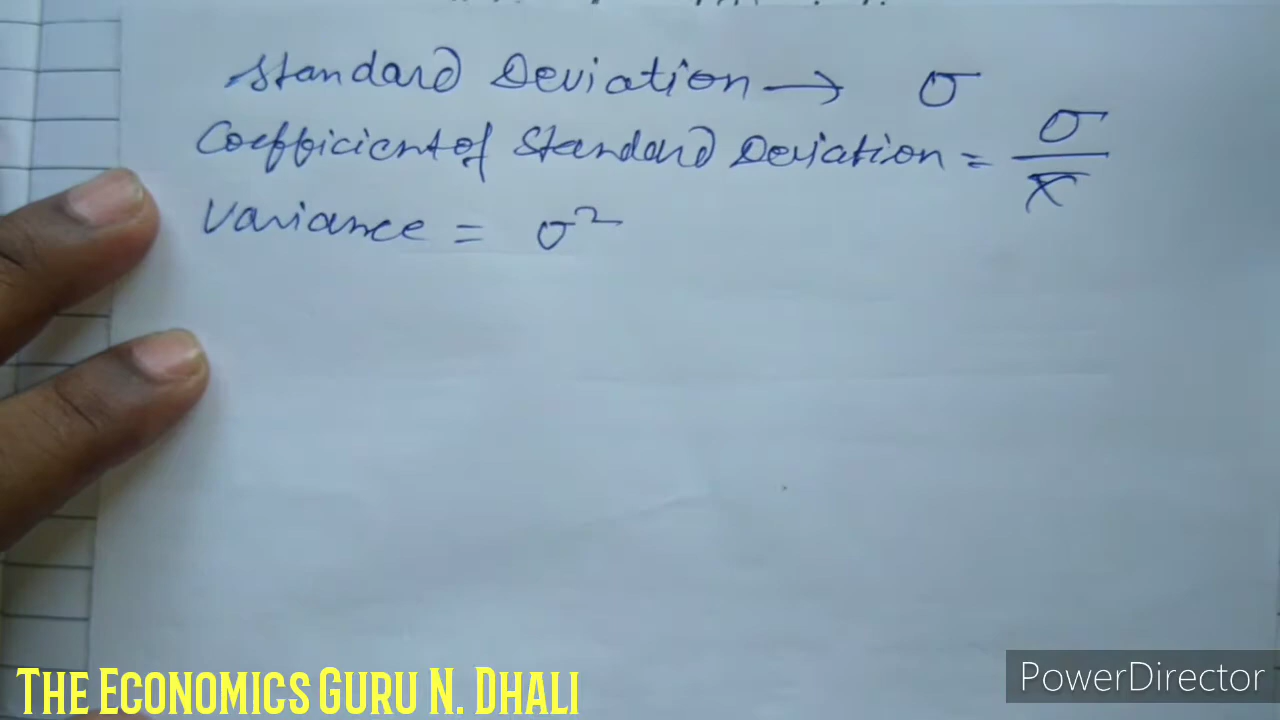 Standard Deviation → σ
Coefficient of Standard Deviation = σ / x̄
Variance = σ²
THE ECONOMICS GURU N. DHALI
PowerDirector